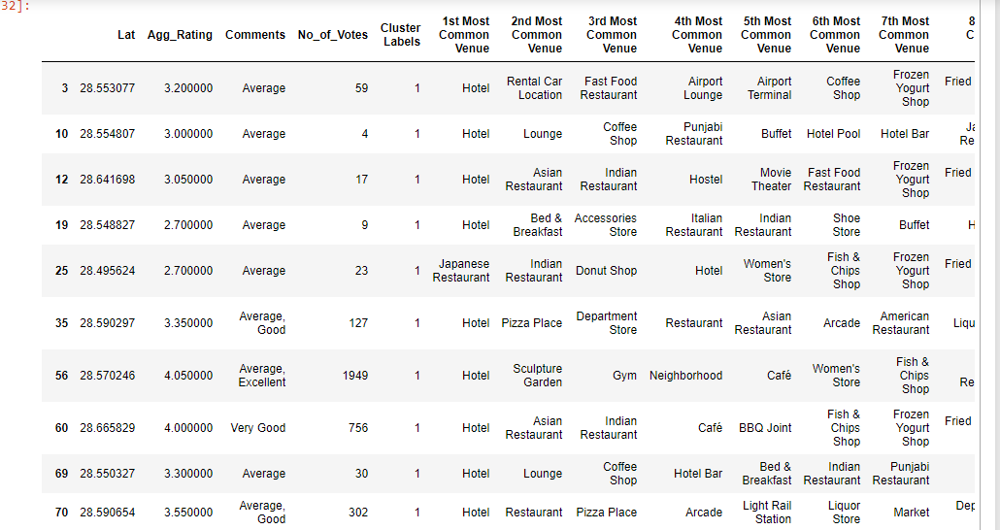 32]:
Lat Agg_Rating Comments No_of_Votes Cluster Labels 1st Most Common Venue 2nd Most Common Venue 3rd Most Common Venue 4th Most Common Venue 5th Most Common Venue 6th Most Common Venue 7th Most Common Venue 8 C
3 28.553077 3.200000 Average 59 1 Hotel Rental Car Location Fast Food Restaurant Airport Lounge Airport Terminal Coffee Shop Frozen Yogurt Shop Fried
10 28.554807 3.000000 Average 4 1 Hotel Lounge Coffee Shop Punjabi Restaurant Buffet Hotel Pool Hotel Bar Ja Re
12 28.641698 3.050000 Average 17 1 Hotel Asian Restaurant Indian Restaurant Hostel Movie Theater Fast Food Restaurant Frozen Yogurt Shop Fried
19 28.548827 2.700000 Average 9 1 Hotel Bed & Breakfast Accessories Store Italian Restaurant Indian Restaurant Shoe Store Buffet H
25 28.495624 2.700000 Average 23 1 Japanese Restaurant Indian Restaurant Donut Shop Hotel Women's Store Fish & Chips Shop Frozen Yogurt Shop Fried
35 28.590297 3.350000 Average, Good 127 1 Hotel Pizza Place Department Store Restaurant Asian Restaurant Arcade American Restaurant Liqu
56 28.570246 4.050000 Average, Excellent 1949 1 Hotel Sculpture Garden Gym Neighborhood Café Women's Store Fish & Chips Shop Re
60 28.665829 4.000000 Very Good 756 1 Hotel Asian Restaurant Indian Restaurant Café BBQ Joint Fish & Chips Shop Frozen Yogurt Shop Fried
69 28.550327 3.300000 Average 30 1 Hotel Lounge Coffee Shop Hotel Bar Bed & Breakfast Indian Restaurant Punjabi Restaurant
70 28.590654 3.550000 Average, Good 302 1 Hotel Restaurant Pizza Place Arcade Light Rail Station Liquor Store Market Dep